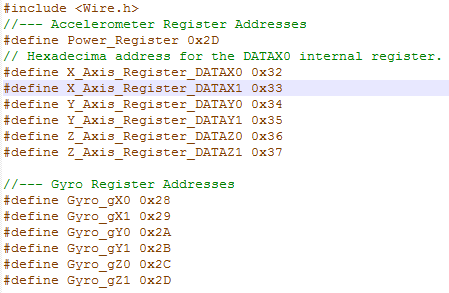 #include <Wire.h>
//--- Accelerometer Register Addresses
#define Power_Register 0x2D
// Hexadecima address for the DATAX0 internal register.
#define X_Axis_Register_DATAX0 0x32
#define X_Axis_Register_DATAX1 0x33
#define Y_Axis_Register_DATAY0 0x34
#define Y_Axis_Register_DATAY1 0x35
#define Z_Axis_Register_DATAZ0 0x36
#define Z_Axis_Register_DATAZ1 0x37
//--- Gyro Register Addresses
#define Gyro_gX0 0x28
#define Gyro_gX1 0x29
#define Gyro_gY0 0x2A
#define Gyro_gY1 0x2B
#define Gyro_gZ0 0x2C
#define Gyro_gZ1 0x2D